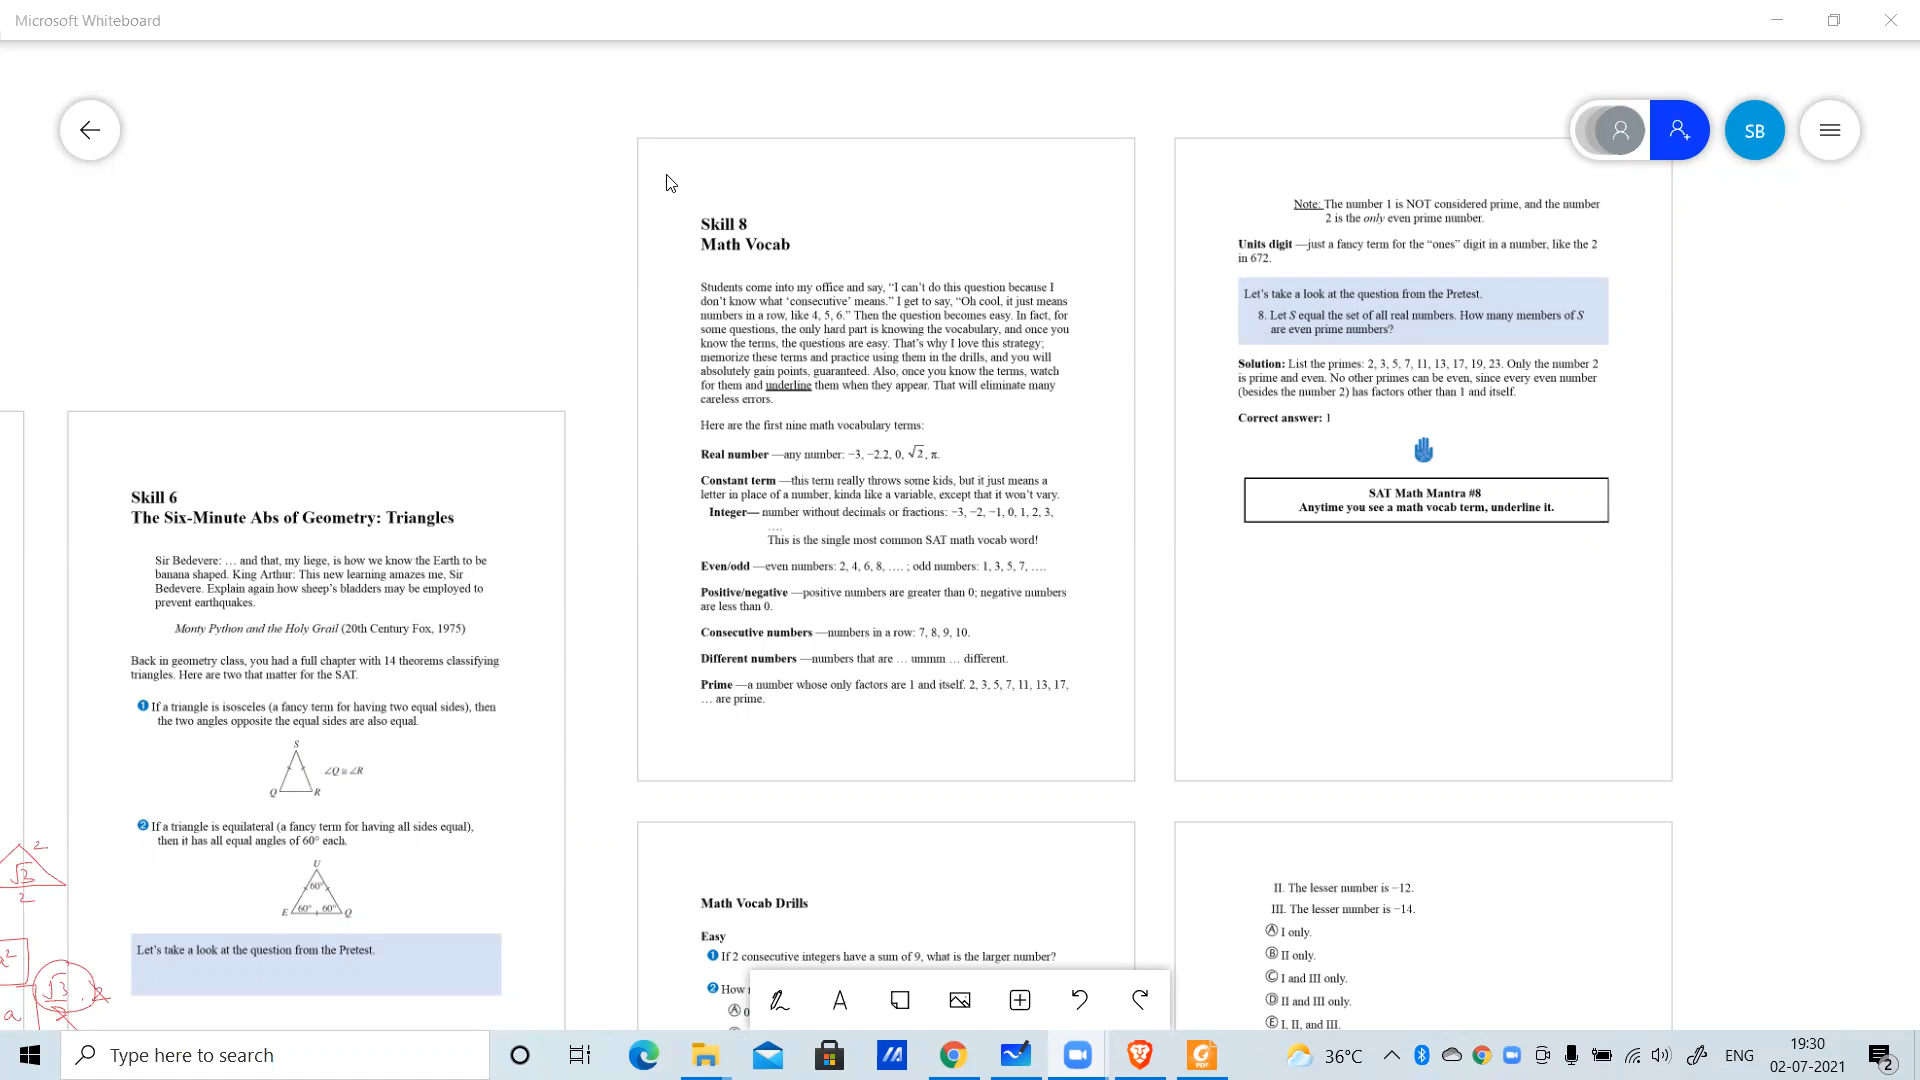 Microsoft Whiteboard
SB
Skill 8
Math Vocab
Students come into my office and say, “I can’t do this question because I
don’t know what ‘consecutive’ means.” I get to say, “Oh cool, it just means
numbers in a row, like 4, 5, 6.” Then the question becomes easy. In fact, for
some questions, the only hard part is knowing the vocabulary, and once you
know the terms, the questions are easy. That’s why I love this strategy;
memorize these terms and practice using them in the drills, and you will
absolutely gain points, guaranteed. Also, once you know the terms, watch
for them and underline them when they appear. That will eliminate many
careless errors.
Here are the first nine math vocabulary terms:
Real number —any number: −3, −2.2, 0, √2, π.
Constant term —this term really throws some kids, but it just means a
letter in place of a number, kinda like a variable, except that it won’t vary.
Integer— number without decimals or fractions: −3, −2, −1, 0, 1, 2, 3,
….
This is the single most common SAT math vocab word!
Even/odd —even numbers: 2, 4, 6, 8, …. ; odd numbers: 1, 3, 5, 7, ….
Positive/negative —positive numbers are greater than 0; negative numbers
are less than 0.
Consecutive numbers —numbers in a row: 7, 8, 9, 10.
Different numbers —numbers that are … ummm … different.
Prime —a number whose only factors are 1 and itself. 2, 3, 5, 7, 11, 13, 17,
… are prime.
Note: The number 1 is NOT considered prime, and the number
2 is the only even prime number.
Units digit —just a fancy term for the “ones” digit in a number, like the 2
in 672.
Let’s take a look at the question from the Pretest.
8. Let S equal the set of all real numbers. How many members of S
are even prime numbers?
Solution: List the primes: 2, 3, 5, 7, 11, 13, 17, 19, 23. Only the number 2
is prime and even. No other primes can be even, since every even number
(besides the number 2) has factors other than 1 and itself.
Correct answer: 1
SAT Math Mantra #8
Anytime you see a math vocab term, underline it.
Skill 6
The Six-Minute Abs of Geometry: Triangles
Sir Bedevere: … and that, my liege, is how we know the Earth to be
banana shaped. King Arthur: This new learning amazes me, Sir
Bedevere. Explain again how sheep’s bladders may be employed to
prevent earthquakes.
Monty Python and the Holy Grail (20th Century Fox, 1975)
Back in geometry class, you had a full chapter with 14 theorems classifying
triangles. Here are two that matter for the SAT.
1 If a triangle is isosceles (a fancy term for having two equal sides), then
the two angles opposite the equal sides are also equal.
S
∠Q ≅ ∠R
Q R
2 If a triangle is equilateral (a fancy term for having all sides equal),
then it has all equal angles of 60° each.
U
60°
E 60° 60° Q
Let’s take a look at the question from the Pretest.
2
√3
2
a²
√3
a
Math Vocab Drills
Easy
1 If 2 consecutive integers have a sum of 9, what is the larger number?
2 How
A 0
II. The lesser number is −12.
III. The lesser number is −14.
A I only.
B II only.
C I and III only.
D II and III only.
E I, II, and III.
Type here to search
36°C
ENG
19:30
02-07-2021
2